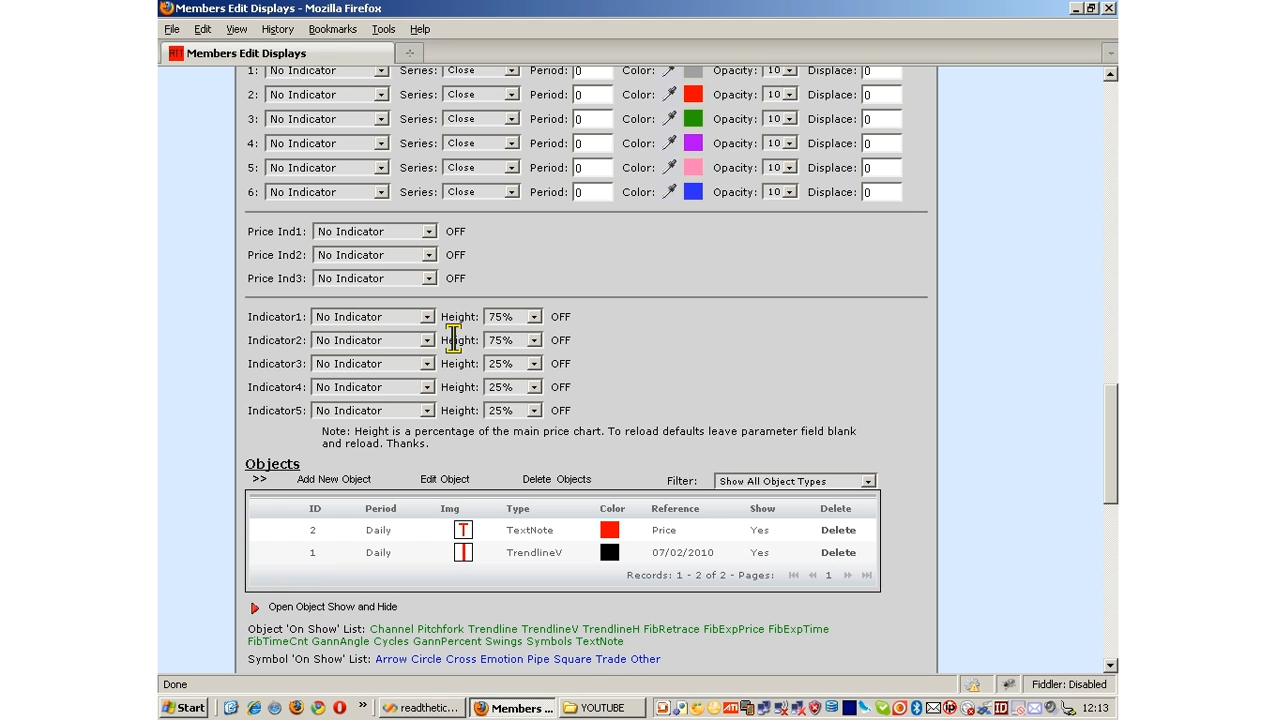 Members Edit Displays - Mozilla Firefox
File Edit View History Bookmarks Tools Help
Members Edit Displays
1: No Indicator Series: Close Period: 0 Color: Opacity: 10 Displace: 0
2: No Indicator Series: Close Period: 0 Color: Opacity: 10 Displace: 0
3: No Indicator Series: Close Period: 0 Color: Opacity: 10 Displace: 0
4: No Indicator Series: Close Period: 0 Color: Opacity: 10 Displace: 0
5: No Indicator Series: Close Period: 0 Color: Opacity: 10 Displace: 0
6: No Indicator Series: Close Period: 0 Color: Opacity: 10 Displace: 0
Price Ind1: No Indicator OFF
Price Ind2: No Indicator OFF
Price Ind3: No Indicator OFF
Indicator1: No Indicator Height: 75% OFF
Indicator2: No Indicator Height: 75% OFF
Indicator3: No Indicator Height: 25% OFF
Indicator4: No Indicator Height: 25% OFF
Indicator5: No Indicator Height: 25% OFF
Note: Height is a percentage of the main price chart. To reload defaults leave parameter field blank
and reload. Thanks.
Objects
>> Add New Object Edit Object Delete Objects Filter: Show All Object Types
ID Period Img Type Color Reference Show Delete
2 Daily T TextNote Price Yes Delete
1 Daily TrendlineV 07/02/2010 Yes Delete
Records: 1 - 2 of 2 - Pages: 1
Open Object Show and Hide
Object 'On Show' List: Channel Pitchfork Trendline TrendlineV TrendlineH FibRetrace FibExpPrice FibExpTime
FibTimeCnt GannAngle Cycles GannPercent Swings Symbols TextNote
Symbol 'On Show' List: Arrow Circle Cross Emotion Pipe Square Trade Other
Done Fiddler: Disabled
Start readthetic... Members ... YOUTUBE 12:13